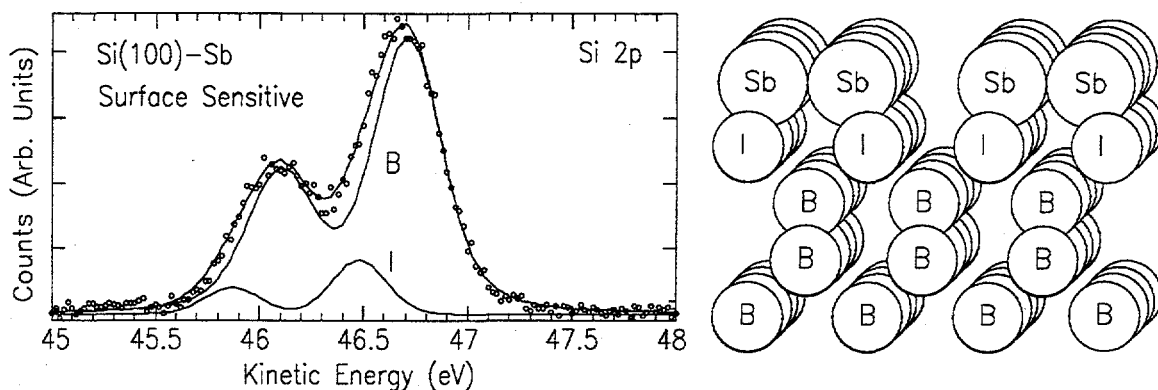 Si(100)-Sb
Si 2p
Surface Sensitive
B
I
Counts (Arb. Units)
45 45.5 46 46.5 47 47.5 48
Kinetic Energy (eV)
Sb Sb Sb Sb
I I I I
B B B
B B B
B B B B